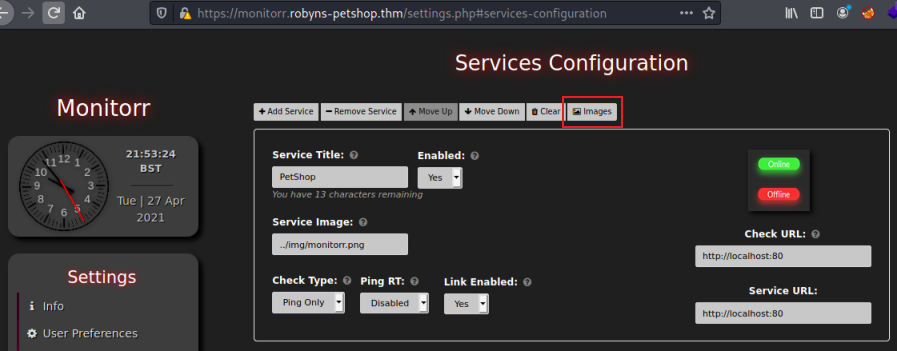 https://monitorr.robyns-petshop.thm/settings.php#services-configuration
Services Configuration
Monitorr
Add Service Remove Service Move Up Move Down Clear Images
12 1 2 3 4 5 6 7 8 9 10 11
21:53:24
BST
Tue | 27 Apr
2021
Settings
Info
User Preferences
Service Title: Enabled:
PetShop Yes
You have 13 characters remaining
Service Image:
../img/monitorr.png
Check Type: Ping RT: Link Enabled:
Ping Only Disabled Yes
Online
Offline
Check URL:
http://localhost:80
Service URL:
http://localhost:80